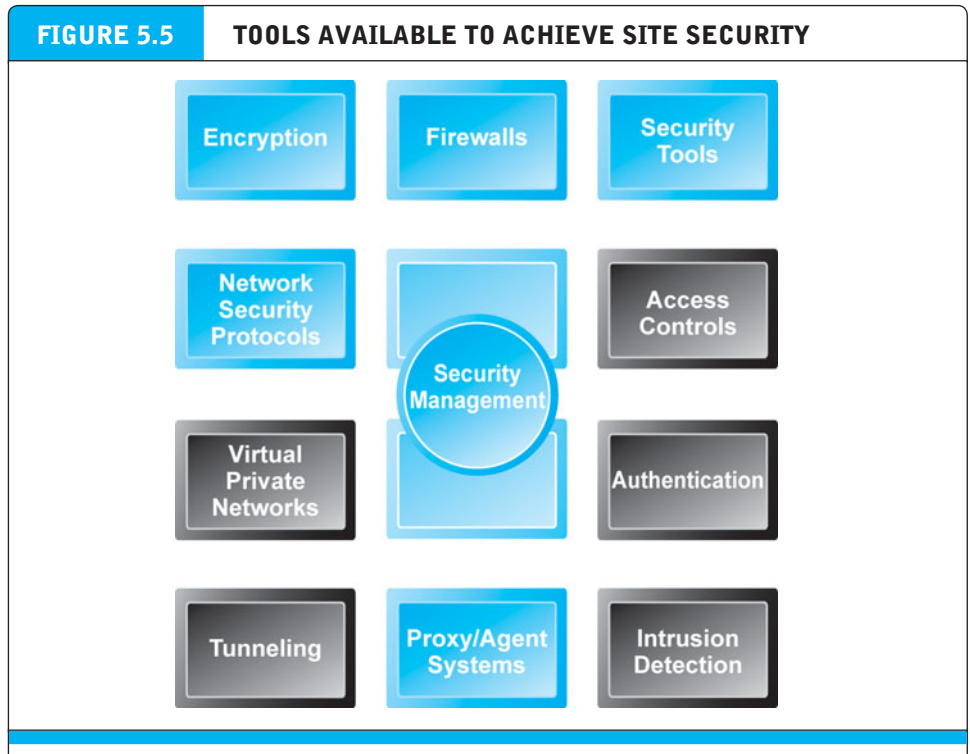 FIGURE 5.5
TOOLS AVAILABLE TO ACHIEVE SITE SECURITY
Encryption
Firewalls
Security
Tools
Network
Security
Protocols
Access
Controls
Security
Management
Virtual
Private
Networks
Authentication
Tunneling
Proxy/Agent
Systems
Intrusion
Detection